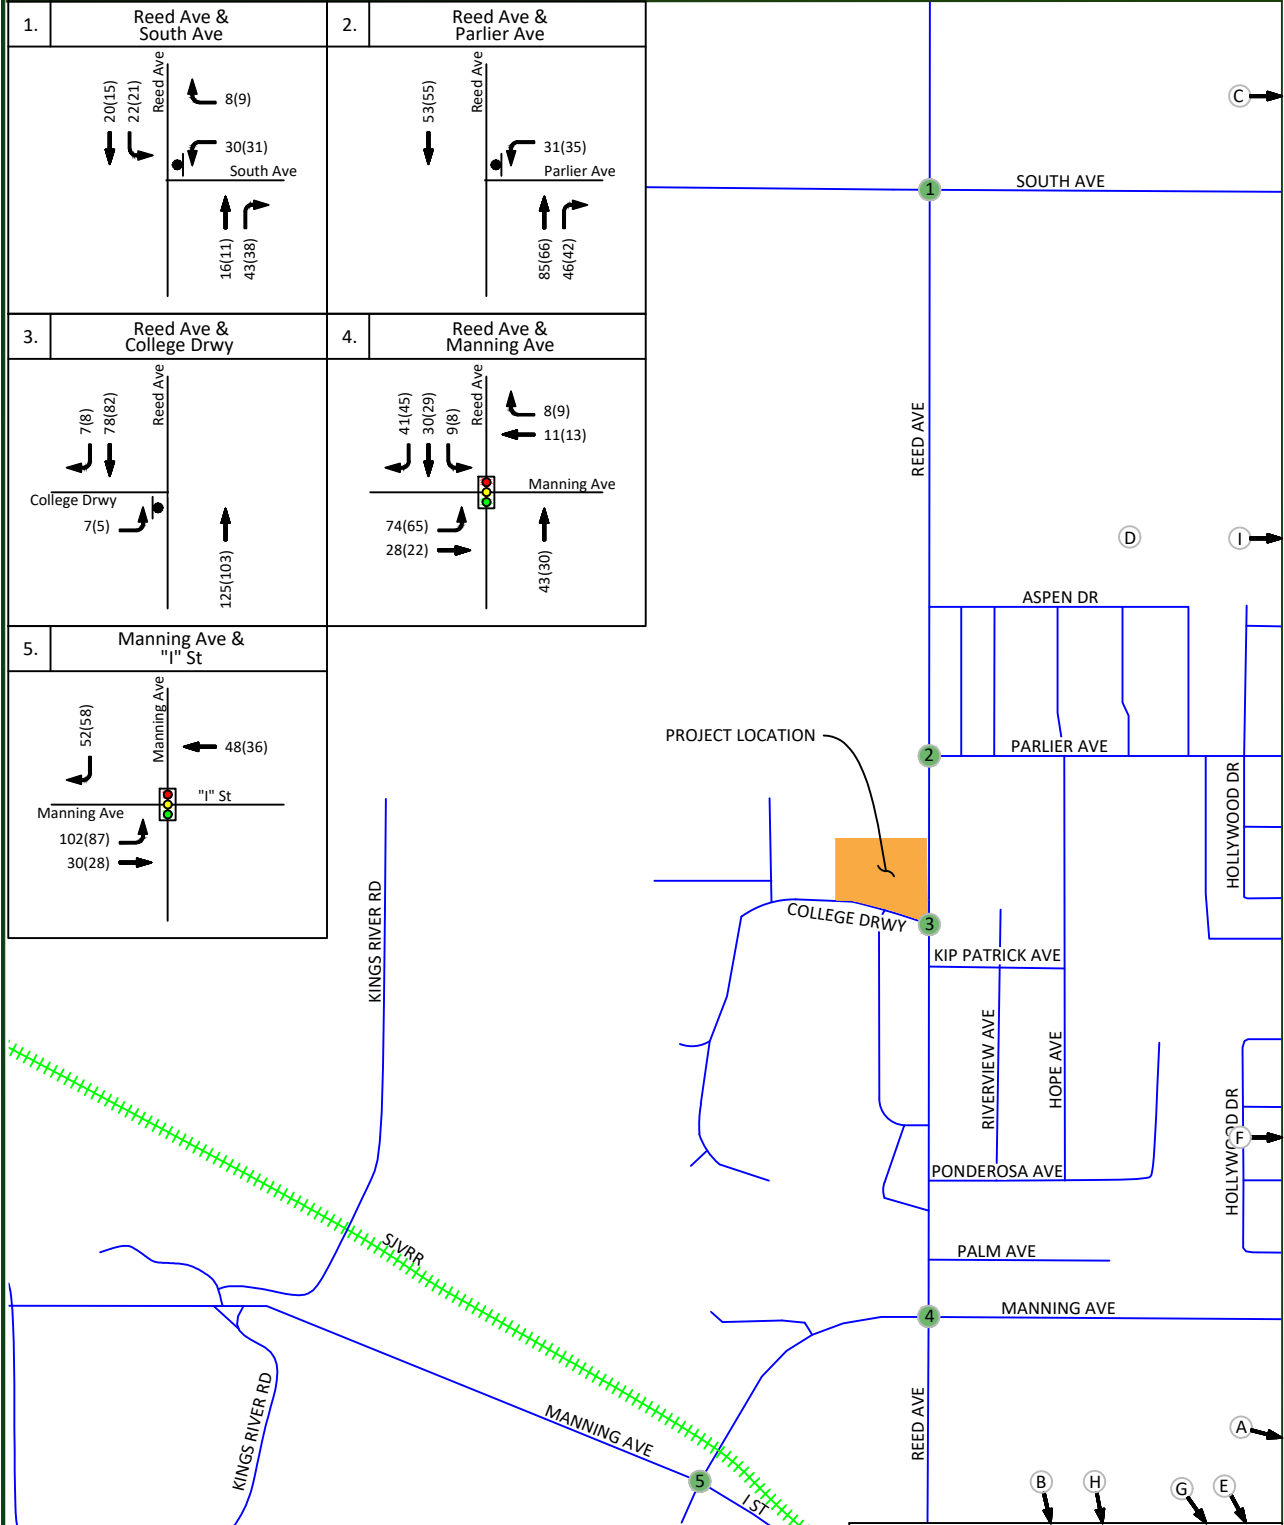 1.
Reed Ave &
South Ave
20(15)
22(21)
Reed Ave
8(9)
30(31)
South Ave
16(11)
43(38)
2.
Reed Ave &
Parlier Ave
53(55)
Reed Ave
31(35)
Parlier Ave
85(66)
46(42)
3.
Reed Ave &
College Drwy
7(8)
78(82)
Reed Ave
College Drwy
7(5)
125(103)
4.
Reed Ave &
Manning Ave
41(45)
30(29)
9(8)
Reed Ave
8(9)
11(13)
Manning Ave
74(65)
28(22)
43(30)
5.
Manning Ave &
"I" St
52(58)
Manning Ave
48(36)
"I" St
Manning Ave
102(87)
30(28)
C
1
SOUTH AVE
REED AVE
D
I
ASPEN DR
PROJECT LOCATION
2
PARLIER AVE
HOLLYWOOD DR
KINGS RIVER RD
COLLEGE DRWY
3
KIP PATRICK AVE
RIVERVIEW AVE
HOPE AVE
HOLLYWOOD DR
F
PONDEROSA AVE
SJVRR
PALM AVE
4
MANNING AVE
KINGS RIVER RD
MANNING AVE
REED AVE
A
5
I ST
B
H
G
E